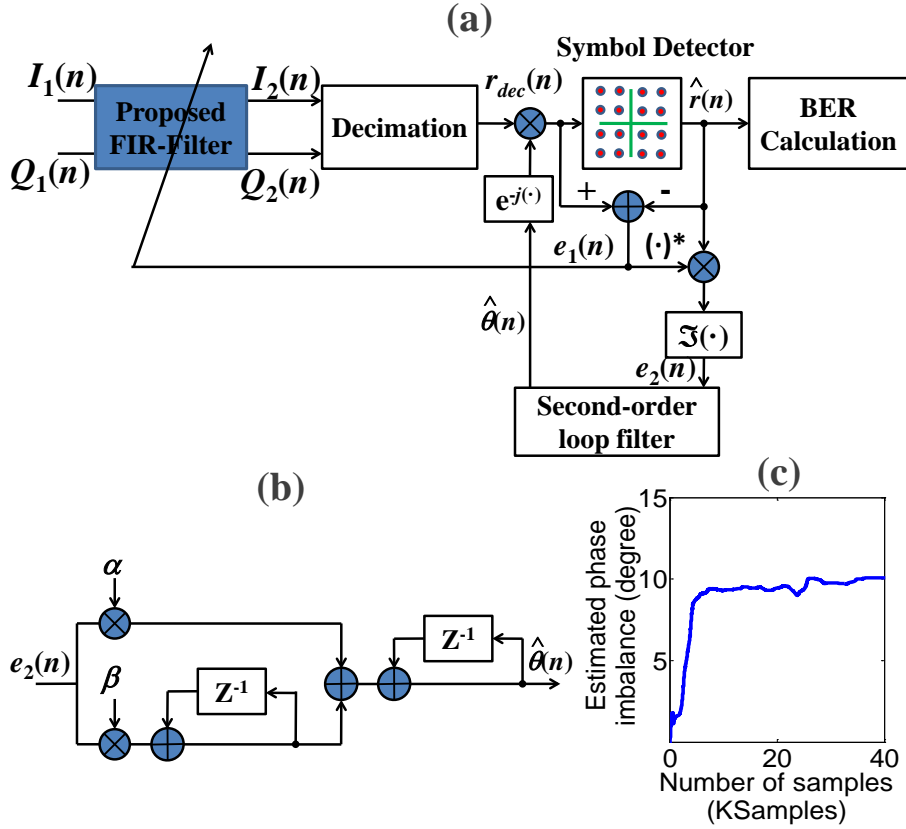 (a)
Symbol Detector
I₁(n)
Q₁(n)
Proposed
FIR-Filter
I₂(n)
Q₂(n)
Decimation
r_dec(n)
e^-j(·)
r̂(n)
BER
Calculation
+
-
e₁(n)
(·)*
θ̂(n)
ℑ(·)
e₂(n)
Second-order
loop filter
(b)
α
e₂(n)
β
Z⁻¹
Z⁻¹
θ̂(n)
(c)
Estimated phase
imbalance (degree)
15
10
5
0
20
40
Number of samples
(KSamples)